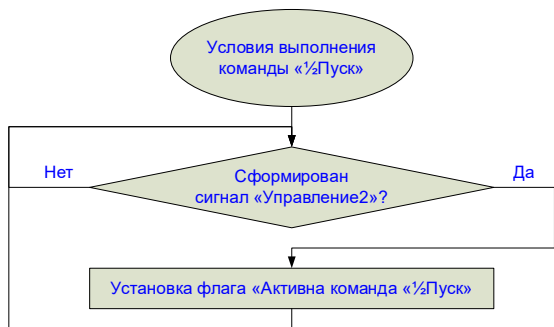 Условия выполнения
команды «½Пуск»
Нет
Сформирован
сигнал «Управление2»?
Да
Установка флага «Активна команда «½Пуск»